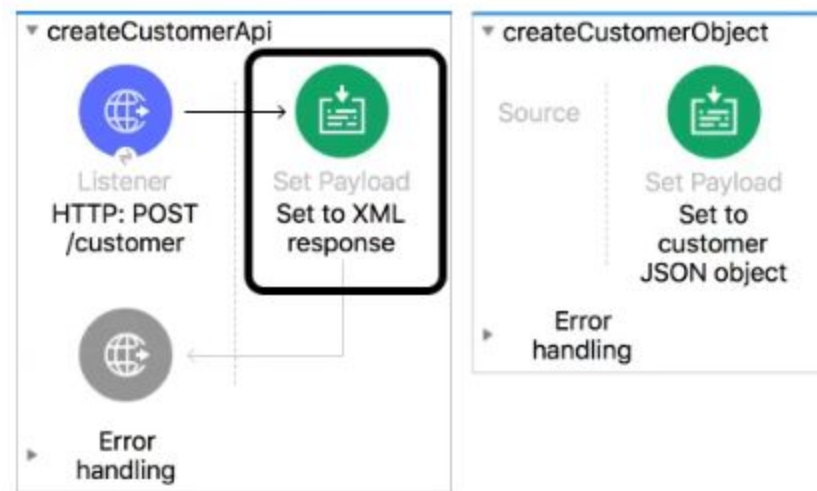 createCustomerApi
Listener
HTTP: POST
/customer
Set Payload
Set to XML
response
Error
handling
createCustomerObject
Source
Set Payload
Set to
customer
JSON object
Error
handling